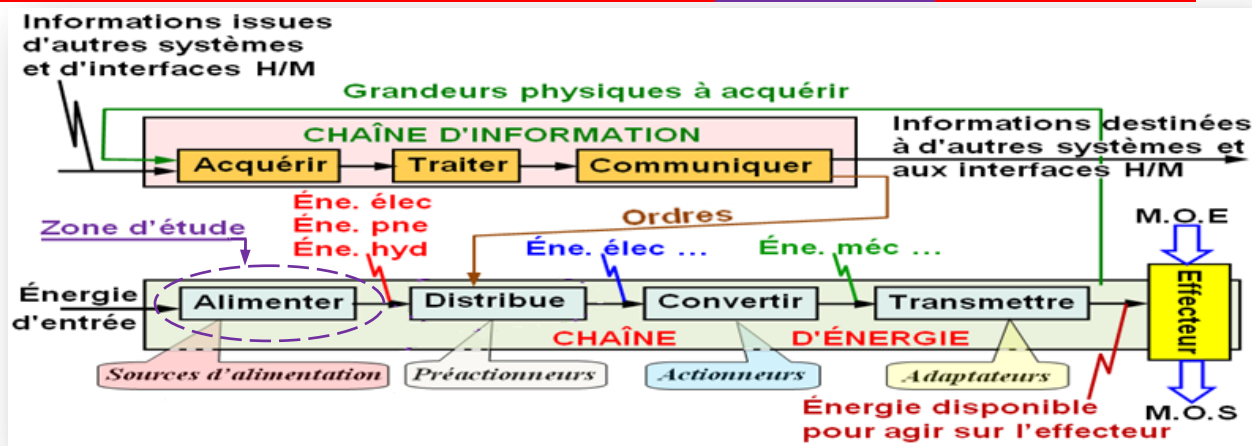 Informations issues
d'autres systèmes
et d'interfaces H/M
Grandeurs physiques à acquérir
CHAÎNE D'INFORMATION
Acquérir
Traiter
Communiquer
Informations destinées
à d'autres systèmes et
aux interfaces H/M
Éne. élec
Éne. pne
Éne. hyd
Ordres
Zone d'étude
Éne. élec ...
Éne. méc ...
M.O.E
Énergie
d'entrée
Alimenter
Distribue
Convertir
Transmettre
Effecteur
CHAÎNE D'ÉNERGIE
Sources d'alimentation
Préactionneurs
Actionneurs
Adaptateurs
Énergie disponible
pour agir sur l'effecteur
M.O.S